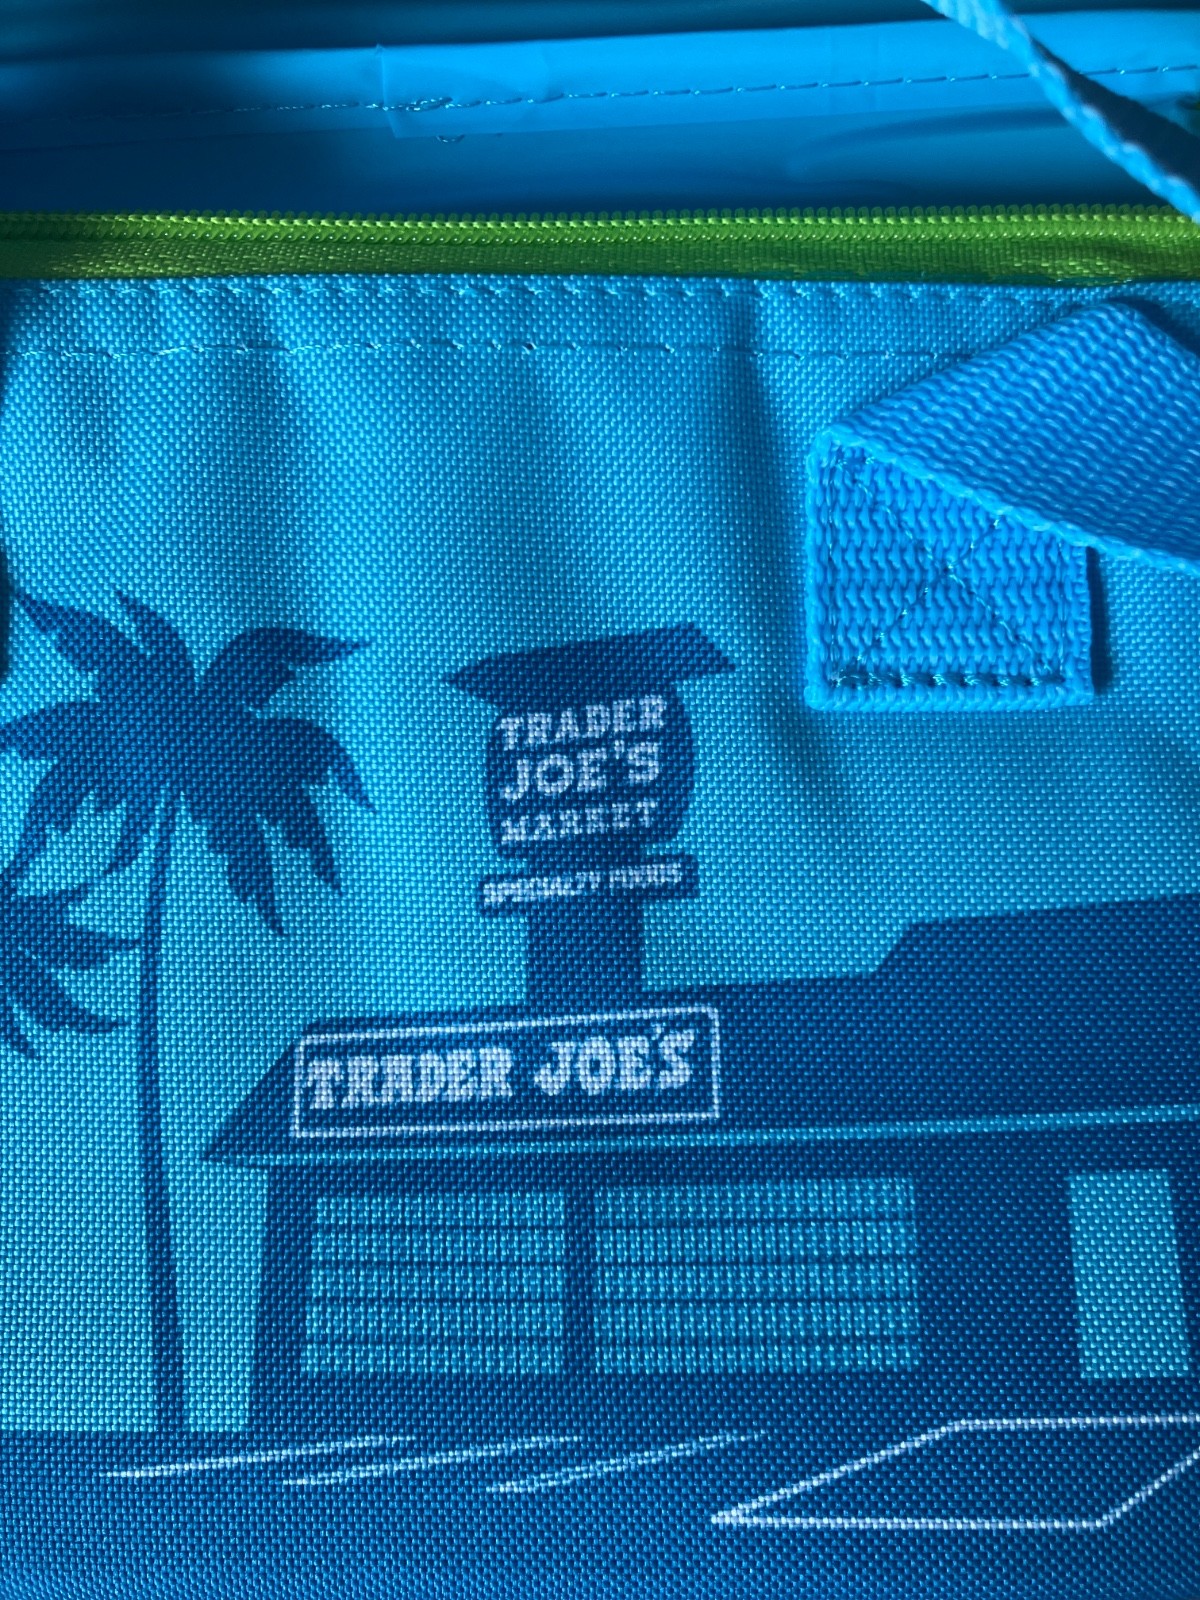 TRADER
JOE'S
MARKET
SPECIALTY FOODS
TRADER JOE'S